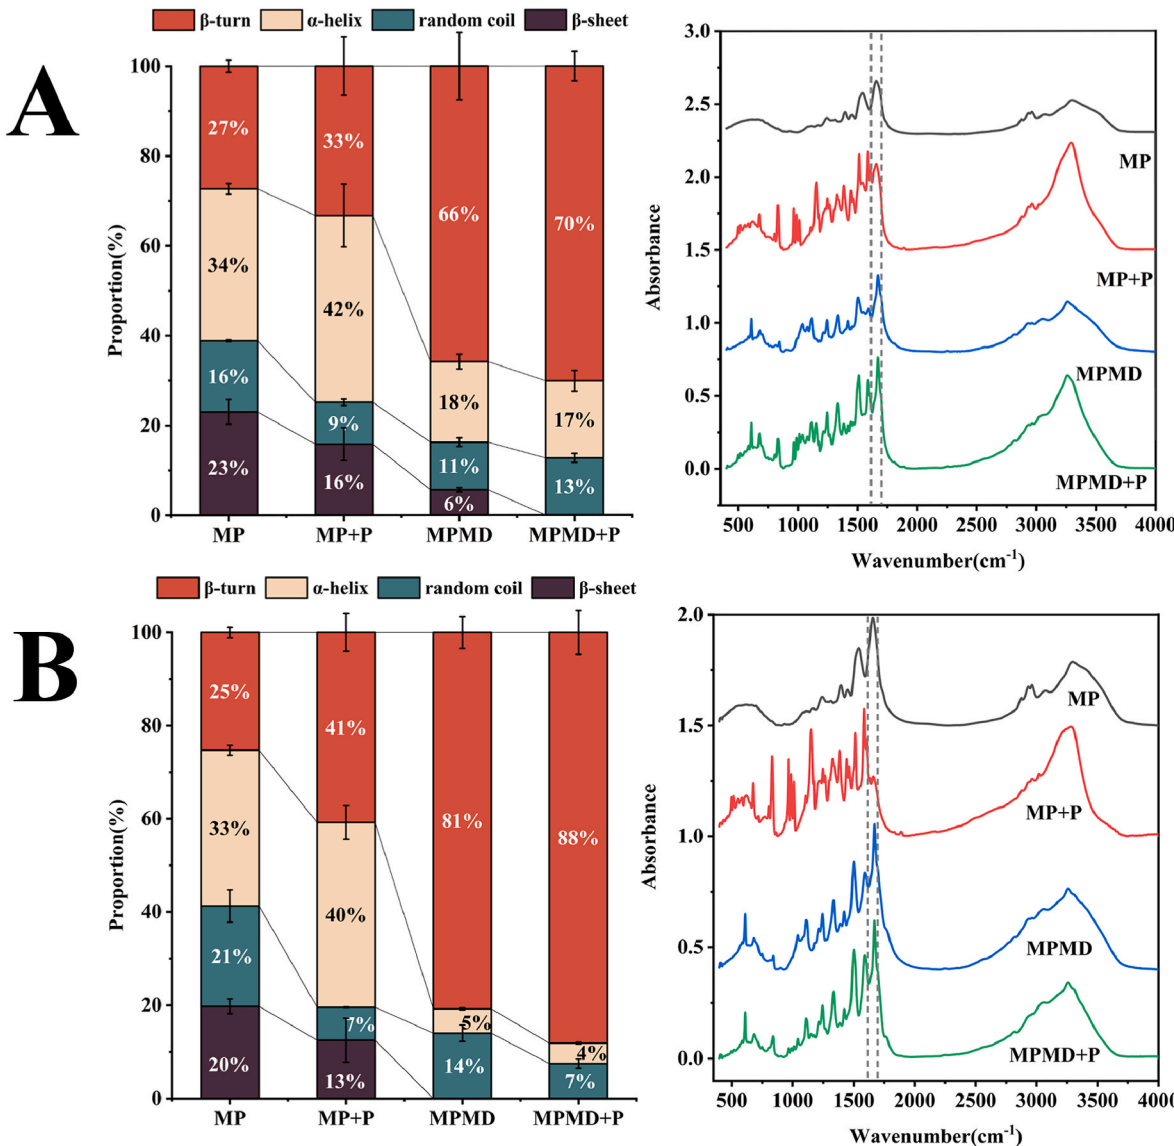 A
β-turn α-helix random coil β-sheet
Proportion(%)
100
80
60
40
20
0
27%
34%
16%
23%
33%
42%
9%
16%
66%
18%
11%
6%
70%
17%
13%
MP MP+P MPMD MPMD+P
Absorbance
3.0
2.5
2.0
1.5
1.0
0.5
0.0
MP
MP+P
MPMD
MPMD+P
500 1000 1500 2000 2500 3000 3500 4000
Wavenumber(cm⁻¹)
B
β-turn α-helix random coil β-sheet
Proportion(%)
100
80
60
40
20
0
25%
33%
21%
20%
41%
40%
7%
13%
81%
5%
14%
88%
4%
7%
MP MP+P MPMD MPMD+P
Absorbance
2.0
1.5
1.0
0.5
0.0
MP
MP+P
MPMD
MPMD+P
500 1000 1500 2000 2500 3000 3500 4000
Wavenumber(cm⁻¹)